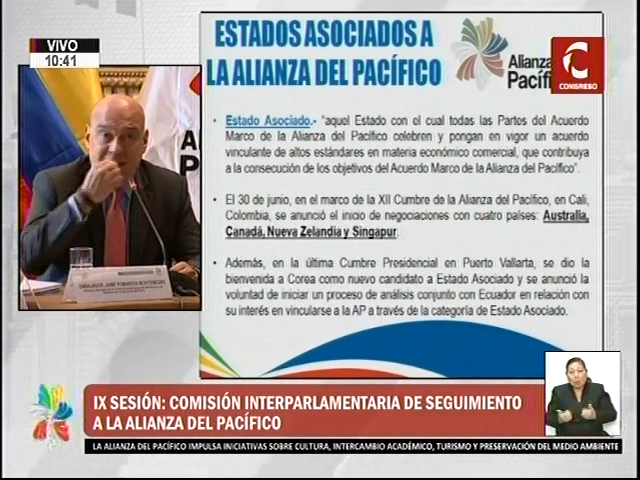 VIVO
10:41
ESTADOS ASOCIADOS A
LA ALIANZA DEL PACÍFICO
Alianza
Pacífic
CONGRESO
• Estado Asociado.- "aquel Estado con el cual todas las Partes del Acuerdo
Marco de la Alianza del Pacífico celebren y pongan en vigor un acuerdo
vinculante de altos estándares en materia económico comercial, que contribuya
a la consecución de los objetivos del Acuerdo Marco de la Alianza del Pacífico".
• El 30 de junio, en el marco de la XII Cumbre de la Alianza del Pacífico, en Cali,
Colombia, se anunció el inicio de negociaciones con cuatro países: Australia,
Canadá, Nueva Zelandia y Singapur.
• Además, en la última Cumbre Presidencial en Puerto Vallarta, se dio la
bienvenida a Corea como nuevo candidato a Estado Asociado y se anunció la
voluntad de iniciar un proceso de análisis conjunto con Ecuador en relación con
su interés en vincularse a la AP a través de la categoría de Estado Asociado.
EMBAJADOR JAIME POMAREDA MONTENEGRO
IX SESIÓN: COMISIÓN INTERPARLAMENTARIA DE SEGUIMIENTO
A LA ALIANZA DEL PACÍFICO
LA ALIANZA DEL PACÍFICO IMPULSA INICIATIVAS SOBRE CULTURA, INTERCAMBIO ACADÉMICO, TURISMO Y PRESERVACIÓN DEL MEDIO AMBIENTE